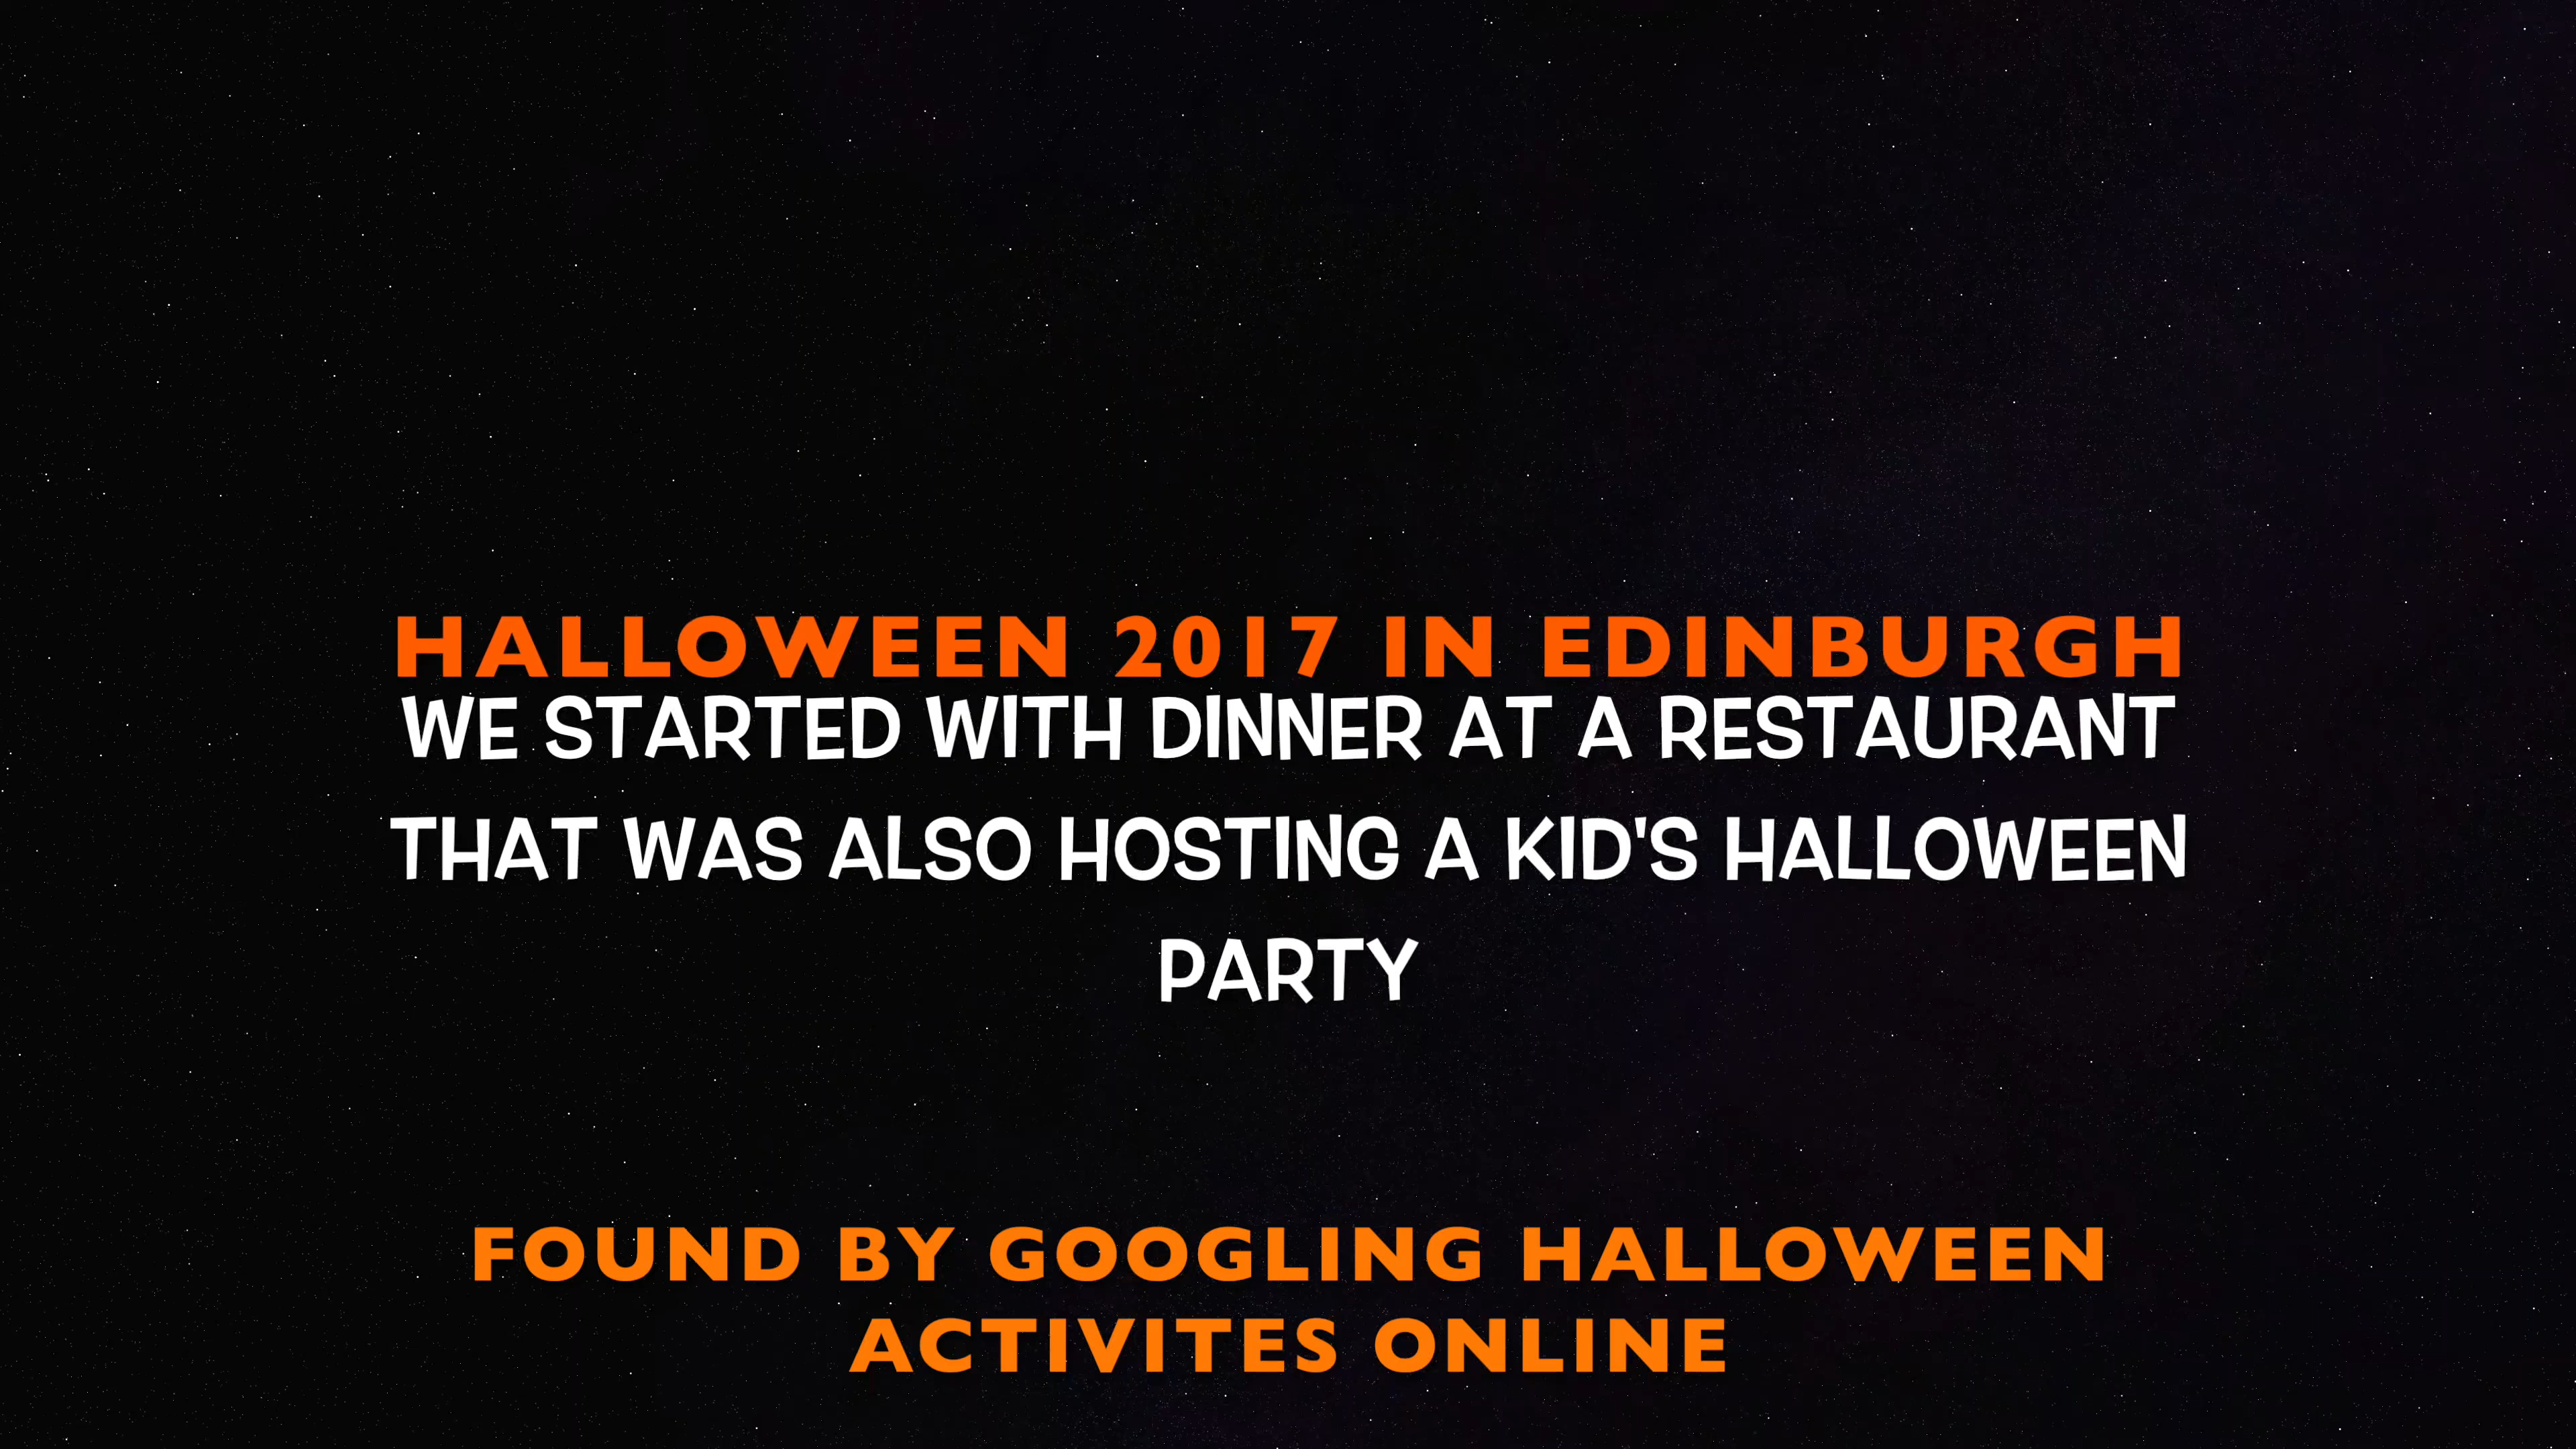 HALLOWEEN 2017 IN EDINBURGH
WE STARTED WITH DINNER AT A RESTAURANT
THAT WAS ALSO HOSTING A KID'S HALLOWEEN
PARTY
FOUND BY GOOGLING HALLOWEEN
ACTIVITES ONLINE